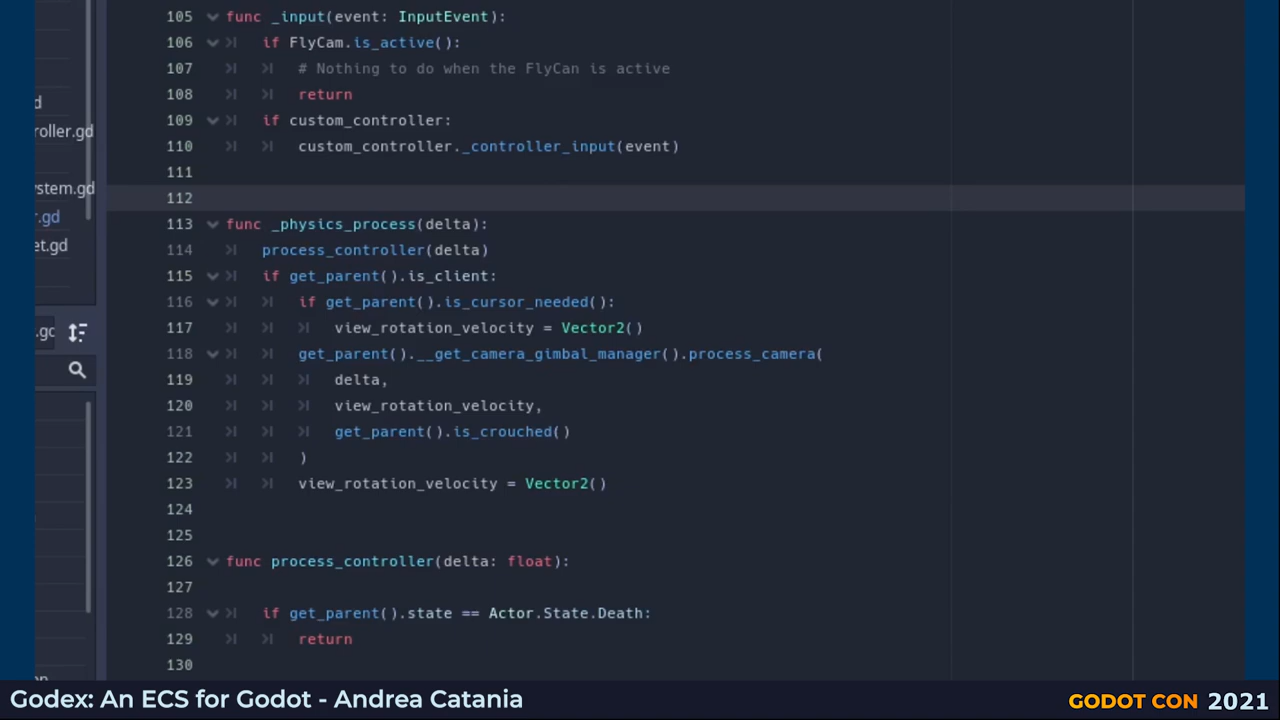 105 func _input(event: InputEvent):
106 if FlyCam.is_active():
107 # Nothing to do when the FlyCan is active
108 return
109 if custom_controller:
110 custom_controller._controller_input(event)
111
112
113 func _physics_process(delta):
114 process_controller(delta)
115 if get_parent().is_client:
116 if get_parent().is_cursor_needed():
117 view_rotation_velocity = Vector2()
118 get_parent().__get_camera_gimbal_manager().process_camera(
119 delta,
120 view_rotation_velocity,
121 get_parent().is_crouched()
122 )
123 view_rotation_velocity = Vector2()
124
125
126 func process_controller(delta: float):
127
128 if get_parent().state == Actor.State.Death:
129 return
130
d
roller.gd
ystem.gd
r.gd
et.gd
.gc
Godex: An ECS for Godot - Andrea Catania
GODOT CON 2021